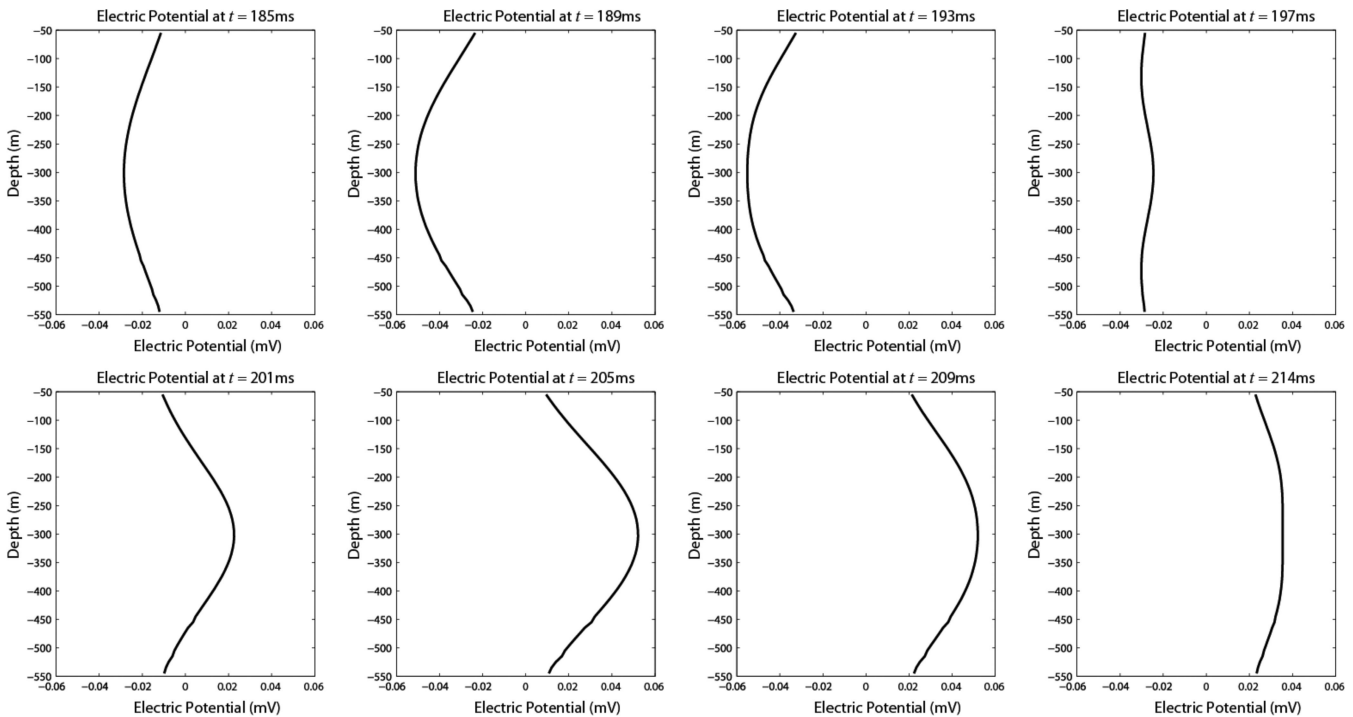 Electric Potential at t = 185ms
−50
−100
−150
−200
−250
−300
−350
−400
−450
−500
−550
Depth (m)
−0.06 −0.04 −0.02 0 0.02 0.04 0.06
Electric Potential (mV)
Electric Potential at t = 189ms
−50
−100
−150
−200
−250
−300
−350
−400
−450
−500
−550
Depth (m)
−0.06 −0.04 −0.02 0 0.02 0.04 0.06
Electric Potential (mV)
Electric Potential at t = 193ms
−50
−100
−150
−200
−250
−300
−350
−400
−450
−500
−550
Depth (m)
−0.06 −0.04 −0.02 0 0.02 0.04 0.06
Electric Potential (mV)
Electric Potential at t = 197ms
−50
−100
−150
−200
−250
−300
−350
−400
−450
−500
−550
Depth (m)
−0.06 −0.04 −0.02 0 0.02 0.04 0.06
Electric Potential (mV)
Electric Potential at t = 201ms
−50
−100
−150
−200
−250
−300
−350
−400
−450
−500
−550
Depth (m)
−0.06 −0.04 −0.02 0 0.02 0.04 0.06
Electric Potential (mV)
Electric Potential at t = 205ms
−50
−100
−150
−200
−250
−300
−350
−400
−450
−500
−550
Depth (m)
−0.06 −0.04 −0.02 0 0.02 0.04 0.06
Electric Potential (mV)
Electric Potential at t = 209ms
−50
−100
−150
−200
−250
−300
−350
−400
−450
−500
−550
Depth (m)
−0.06 −0.04 −0.02 0 0.02 0.04 0.06
Electric Potential (mV)
Electric Potential at t = 214ms
−50
−100
−150
−200
−250
−300
−350
−400
−450
−500
−550
Depth (m)
−0.06 −0.04 −0.02 0 0.02 0.04 0.06
Electric Potential (mV)